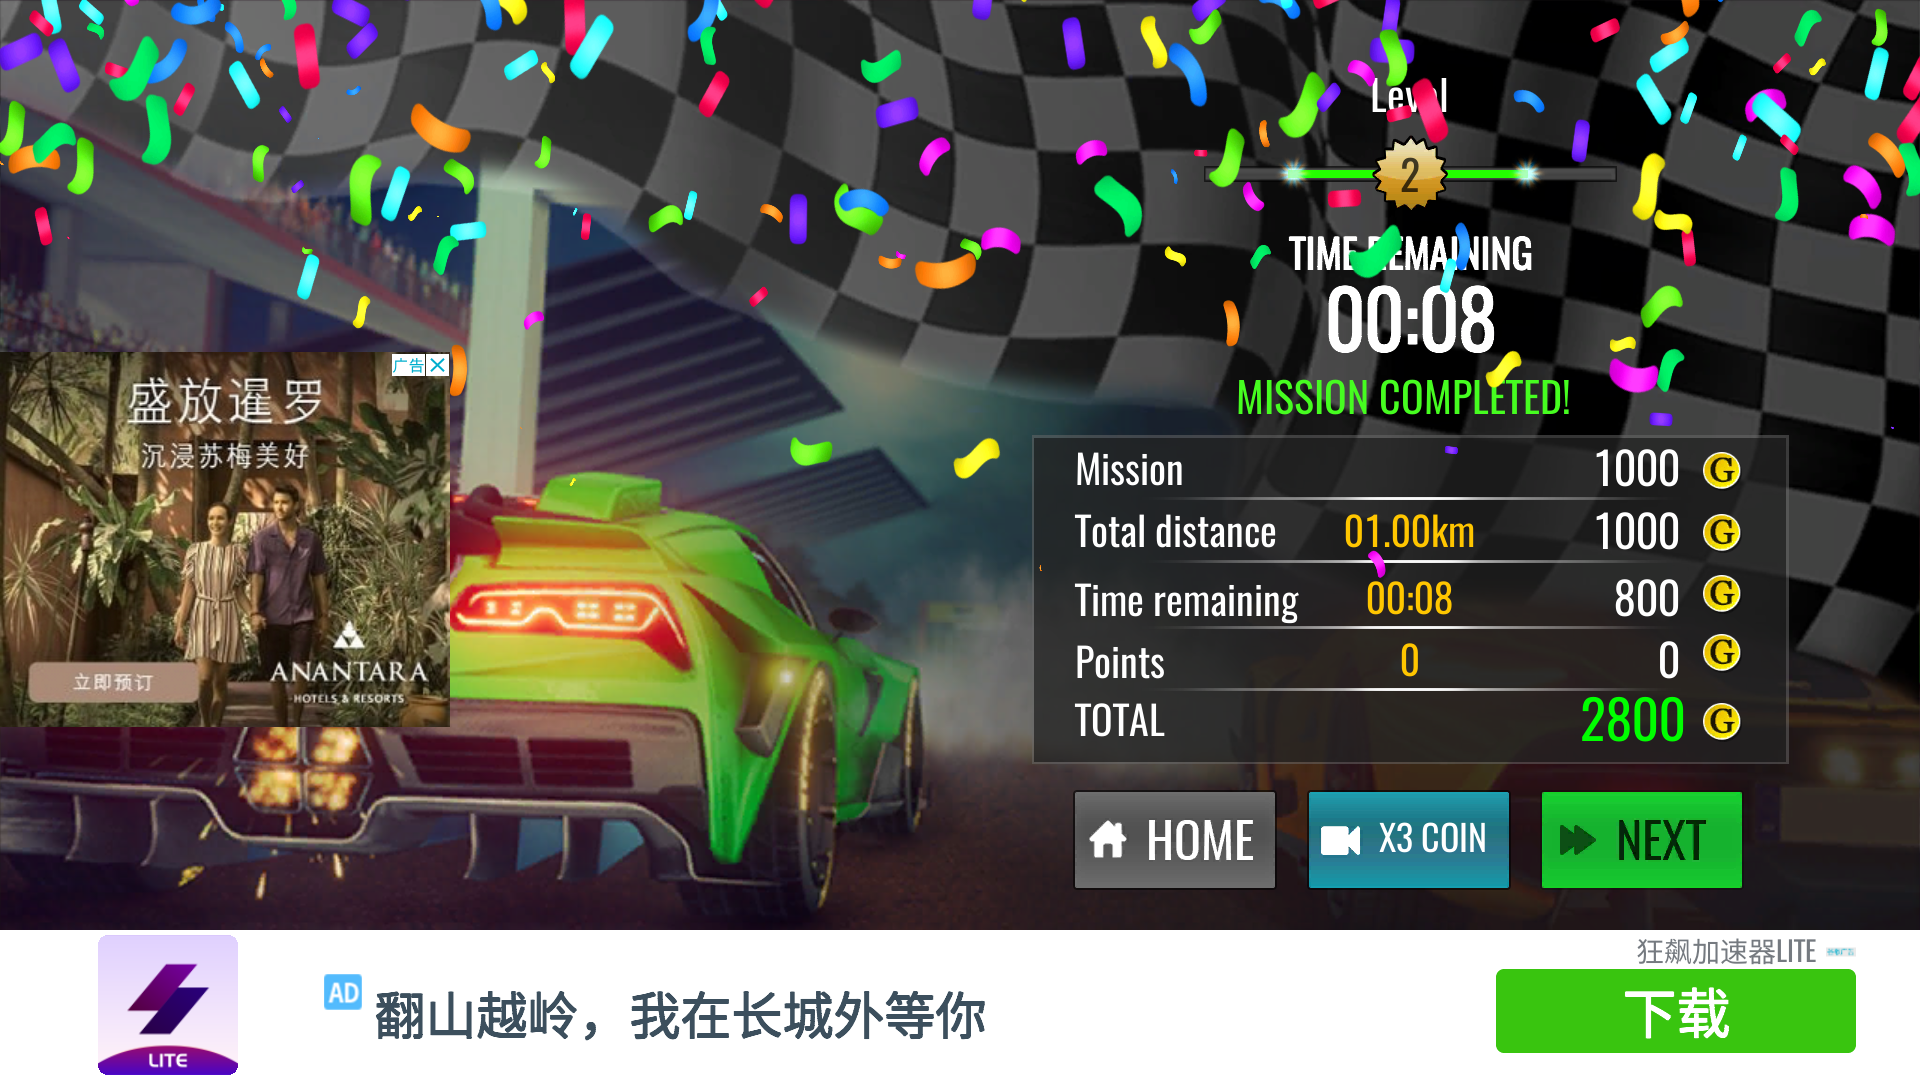 Level
2
TIME REMAINING
00:08
MISSION COMPLETED!
Mission 1000 G
Total distance 01.00km 1000 G
Time remaining 00:08 800 G
Points 0 0 G
TOTAL 2800 G
HOME
X3 COIN
NEXT
广告
盛放暹罗
沉浸苏梅美好
立即预订
ANANTARA
HOTELS & RESORTS
LITE
AD
翻山越岭，我在长城外等你
狂飙加速器LITE
下载